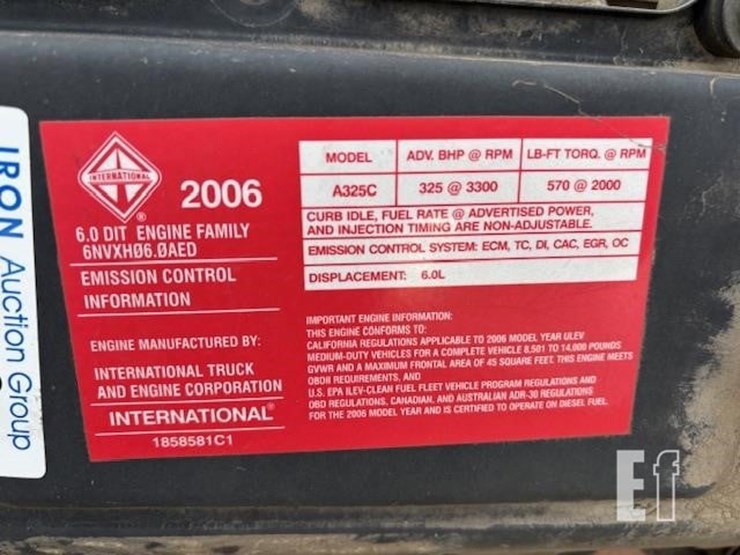 IRON Auction Group
INTERNATIONAL
®
2006
6.0 DIT ENGINE FAMILY
6NVXHØ6.ØAED
EMISSION CONTROL
INFORMATION
ENGINE MANUFACTURED BY:
INTERNATIONAL TRUCK
AND ENGINE CORPORATION
INTERNATIONAL®
1858581C1
MODEL ADV. BHP @ RPM LB-FT TORQ. @ RPM
A325C 325 @ 3300 570 @ 2000
CURB IDLE, FUEL RATE @ ADVERTISED POWER,
AND INJECTION TIMING ARE NON-ADJUSTABLE.
EMISSION CONTROL SYSTEM: ECM, TC, DI, CAC, EGR, OC
DISPLACEMENT: 6.0L
IMPORTANT ENGINE INFORMATION:
THIS ENGINE CONFORMS TO:
CALIFORNIA REGULATIONS APPLICABLE TO 2006 MODEL YEAR ULEV
MEDIUM-DUTY VEHICLES FOR A COMPLETE VEHICLE 8,501 TO 14,000 POUNDS
GVWR AND A MAXIMUM FRONTAL AREA OF 45 SQUARE FEET. THIS ENGINE MEETS
OBDII REQUIREMENTS, AND
U.S. EPA ILEV-CLEAN FUEL FLEET VEHICLE PROGRAM REGULATIONS AND
OBD REGULATIONS, CANADIAN, AND AUSTRALIAN ADR-30 REGULATIONS
FOR THE 2006 MODEL YEAR AND IS CERTIFIED TO OPERATE ON DIESEL FUEL.
Ef